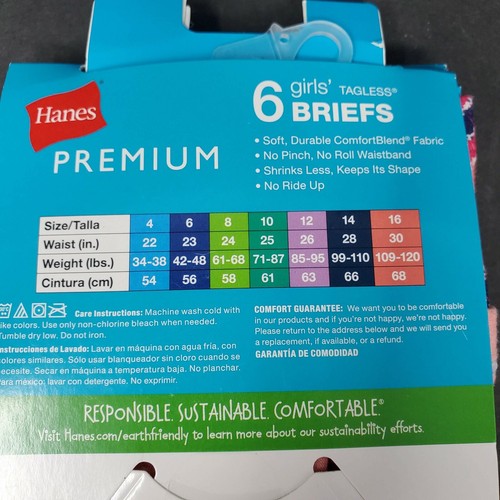 Hanes
PREMIUM
6 girls' TAGLESS®
BRIEFS
• Soft, Durable ComfortBlend® Fabric
• No Pinch, No Roll Waistband
• Shrinks Less, Keeps Its Shape
• No Ride Up
Size/Talla 4 6 8 10 12 14 16
Waist (in.) 22 23 24 25 26 28 30
Weight (lbs.) 34-38 42-48 61-68 71-87 85-95 99-110 109-120
Cintura (cm) 54 56 58 61 63 66 68
Care Instructions: Machine wash cold with
like colors. Use only non-chlorine bleach when needed.
Tumble dry low. Do not iron.
Instrucciones de Lavado: Lavar en máquina con agua fría, con
colores similares. Sólo usar blanqueador sin cloro cuando se
necesite. Secar en máquina a temperatura baja. No planchar.
Para méxico: lavar con detergente. No exprimir.
COMFORT GUARANTEE: We want you to be comfortable
in our products and if you're not happy, we're not happy.
Please return to the address below and we will send you
a replacement, if available, or a refund.
GARANTÍA DE COMODIDAD
RESPONSIBLE. SUSTAINABLE. COMFORTABLE.®
Visit Hanes.com/earthfriendly to learn more about our sustainability efforts.